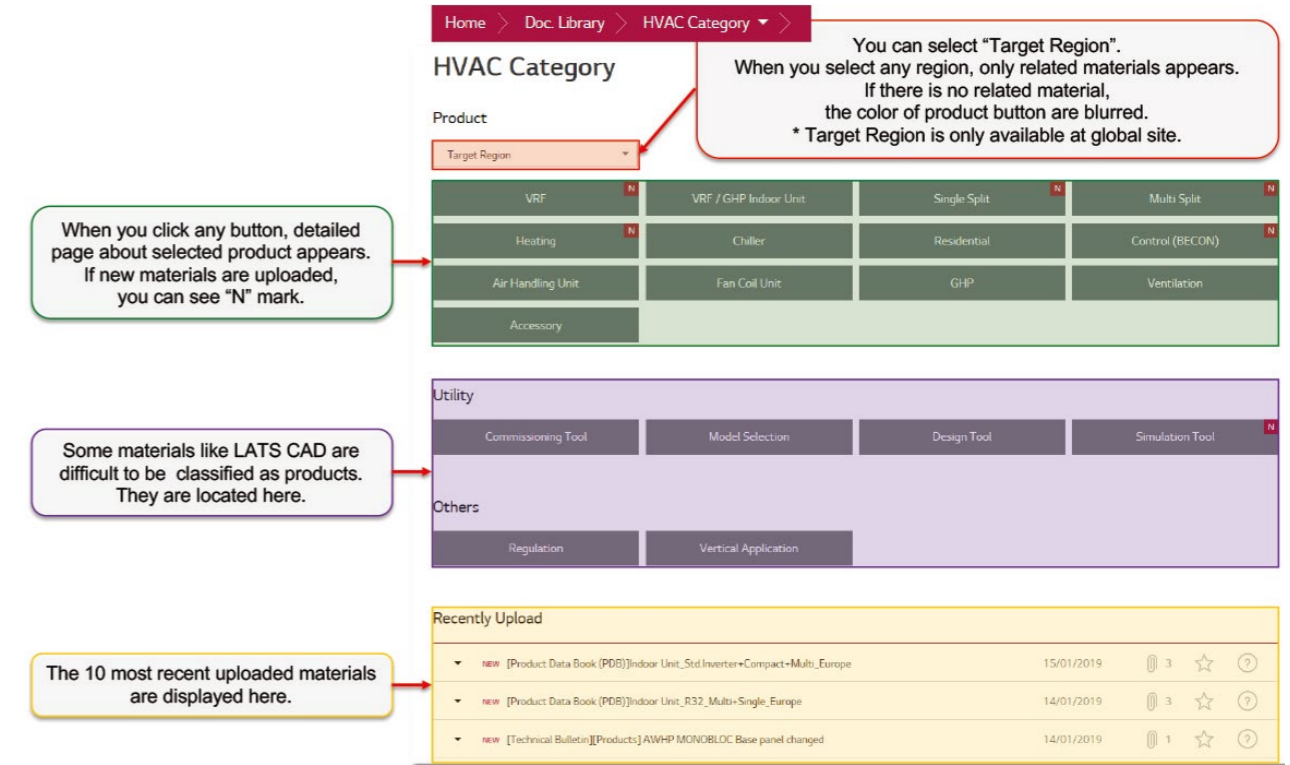 Home > Doc. Library > HVAC Category
You can select “Target Region”.
When you select any region, only related materials appears.
If there is no related material,
the color of product button are blurred.
* Target Region is only available at global site.
HVAC Category
Product
Target Region
VRF N VRF / GHP Indoor Unit Single Split N Multi Split N
Heating N Chiller Residential Control (BECON) N
Air Handling Unit Fan Coil Unit GHP Ventilation
Accessory
When you click any button, detailed
page about selected product appears.
If new materials are uploaded,
you can see “N” mark.
Utility
Commissioning Tool Model Selection Design Tool Simulation Tool N
Others
Regulation Vertical Application
Some materials like LATS CAD are
difficult to be classified as products.
They are located here.
Recently Upload
NEW [Product Data Book (PDB)]Indoor Unit_Std.Inverter+Compact+Multi_Europe 15/01/2019 3 ?
NEW [Product Data Book (PDB)]Indoor Unit_R32_Multi+Single_Europe 14/01/2019 3 ?
NEW [Technical Bulletin][Products] AWHP MONOBLOC Base panel changed 14/01/2019 1 ?
The 10 most recent uploaded materials
are displayed here.